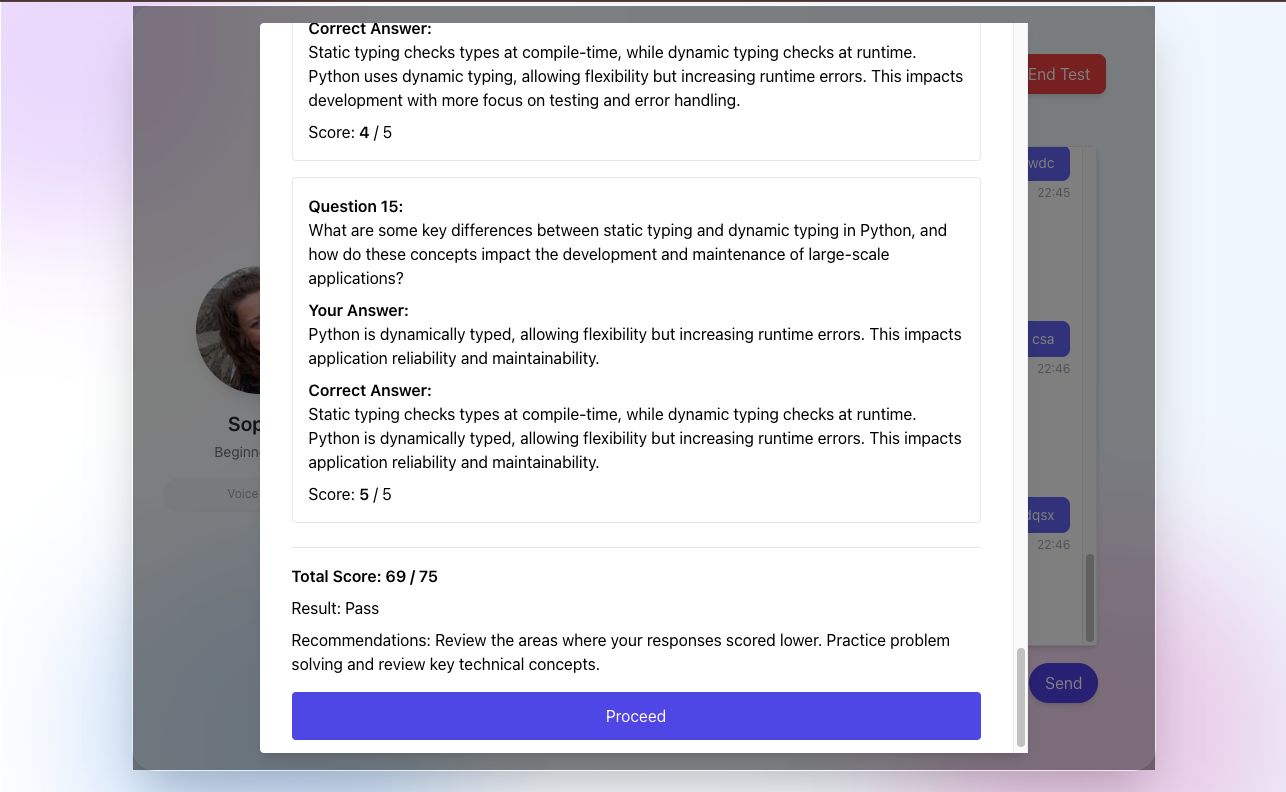 Correct Answer:
Static typing checks types at compile-time, while dynamic typing checks at runtime.
Python uses dynamic typing, allowing flexibility but increasing runtime errors. This impacts
development with more focus on testing and error handling.
Score: 4 / 5
Question 15:
What are some key differences between static typing and dynamic typing in Python, and
how do these concepts impact the development and maintenance of large-scale
applications?
Your Answer:
Python is dynamically typed, allowing flexibility but increasing runtime errors. This impacts
application reliability and maintainability.
Correct Answer:
Static typing checks types at compile-time, while dynamic typing checks at runtime.
Python is dynamically typed, allowing flexibility but increasing runtime errors. This impacts
application reliability and maintainability.
Score: 5 / 5
Total Score: 69 / 75
Result: Pass
Recommendations: Review the areas where your responses scored lower. Practice problem
solving and review key technical concepts.
Proceed
Voice
End Test
wdc
22:45
csa
22:46
22:46
Send